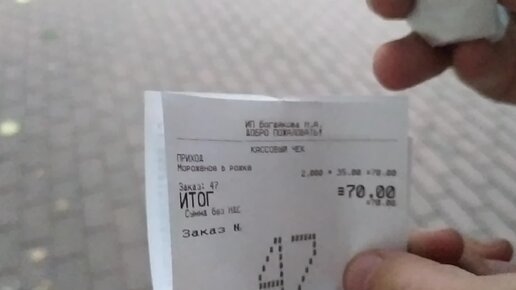 ИП Богайкова Н.А.
ДОБРО ПОЖАЛОВАТЬ!
КАССОВЫЙ ЧЕК
ПРИХОД
Мороженое в рожке
2,000 × 35.00 =70.00
Заказ: 47
ИТОГ ≡70.00
Сумма без НДС =70.00
Заказ №
47